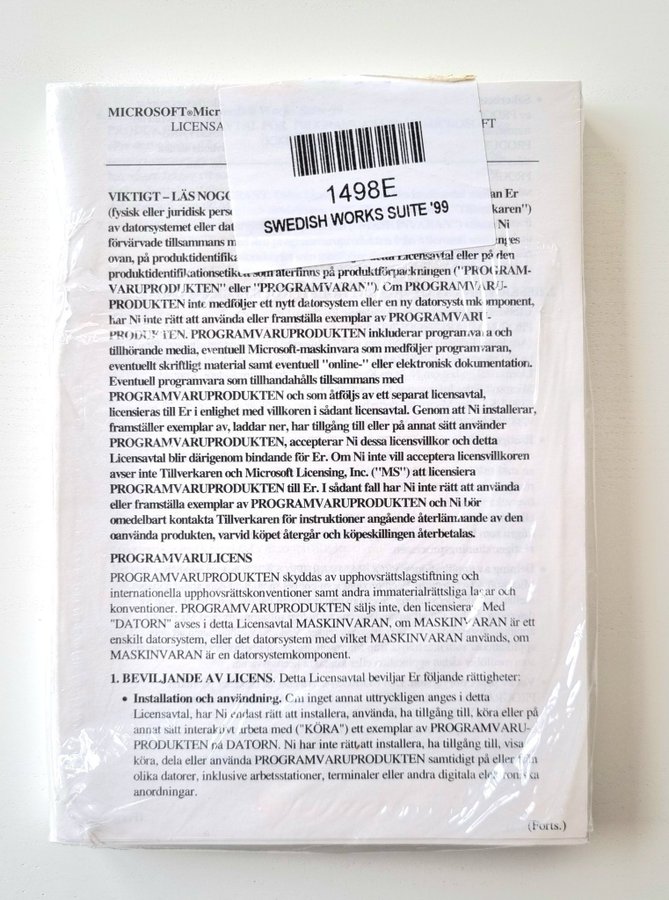 MICROSOFT®Micr
LICENSA FT
1498E
SWEDISH WORKS SUITE '99
VIKTIGT – LÄS NOGG an Er
(fysisk eller juridisk pers karen")
av datorsystemet eller dat Ni
förvärvade tillsammans m
ovan, på produktidentifika Licensavtal eller på den
produktidentifikationsetikett som återfinns på produktförpackningen ("PROGRAM-
VARUPRODUKTEN" eller "PROGRAMVARAN"). Om PROGRAMVARU-
PRODUKTEN inte medföljer ett nytt datorsystem eller en ny datorsystemkomponent,
har Ni inte rätt att använda eller framställa exemplar av PROGRAMVARU-
PRODUKTEN. PROGRAMVARUPRODUKTEN inkluderar programvara och
tillhörande media, eventuell Microsoft-maskinvara som medföljer programvaran,
eventuellt skriftligt material samt eventuell "online-" eller elektronisk dokumentation.
Eventuell programvara som tillhandahålls tillsammans med
PROGRAMVARUPRODUKTEN och som åtföljs av ett separat licensavtal,
licensieras till Er i enlighet med villkoren i sådant licensavtal. Genom att Ni installerar,
framställer exemplar av, laddar ner, har tillgång till eller på annat sätt använder
PROGRAMVARUPRODUKTEN, accepterar Ni dessa licensvillkor och detta
Licensavtal blir därigenom bindande för Er. Om Ni inte vill acceptera licensvillkoren
avser inte Tillverkaren och Microsoft Licensing, Inc. ("MS") att licensiera
PROGRAMVARUPRODUKTEN till Er. I sådant fall har Ni inte rätt att använda
eller framställa exemplar av PROGRAMVARUPRODUKTEN och Ni bör
omedelbart kontakta Tillverkaren för instruktioner angående återlämnande av den
oanvända produkten, varvid köpet återgår och köpeskillingen återbetalas.
PROGRAMVARULICENS
PROGRAMVARUPRODUKTEN skyddas av upphovsrättslagstiftning och
internationella upphovsrättskonventioner samt andra immaterialrättsliga lagar och
konventioner. PROGRAMVARUPRODUKTEN säljs inte, den licensieras. Med
"DATORN" avses i detta Licensavtal MASKINVARAN, om MASKINVARAN är ett
enskilt datorsystem, eller det datorsystem med vilket MASKINVARAN används, om
MASKINVARAN är en datorsystemkomponent.
1. BEVILJANDE AV LICENS. Detta Licensavtal beviljar Er följande rättigheter:
• Installation och användning. Om inget annat uttryckligen anges i detta
Licensavtal, har Ni endast rätt att installera, använda, ha tillgång till, köra eller på
annat sätt interaktivt arbeta med ("KÖRA") ett exemplar av PROGRAMVARU-
PRODUKTEN på DATORN. Ni har inte rätt att installera, ha tillgång till, visa
köra, dela eller använda PROGRAMVARUPRODUKTEN samtidigt på eller från
olika datorer, inklusive arbetsstationer, terminaler eller andra digitala elektroniska
anordningar.
(Forts.)